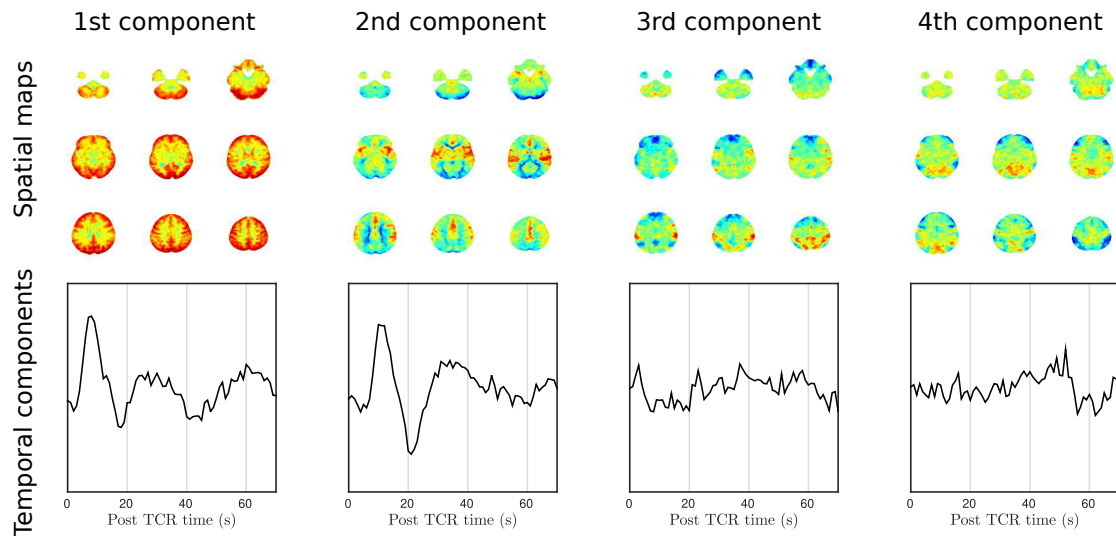 1st component
2nd component
3rd component
4th component
Spatial maps
Temporal components
0 20 40 60
0 20 40 60
0 20 40 60
0 20 40 60
Post TCR time (s)
Post TCR time (s)
Post TCR time (s)
Post TCR time (s)